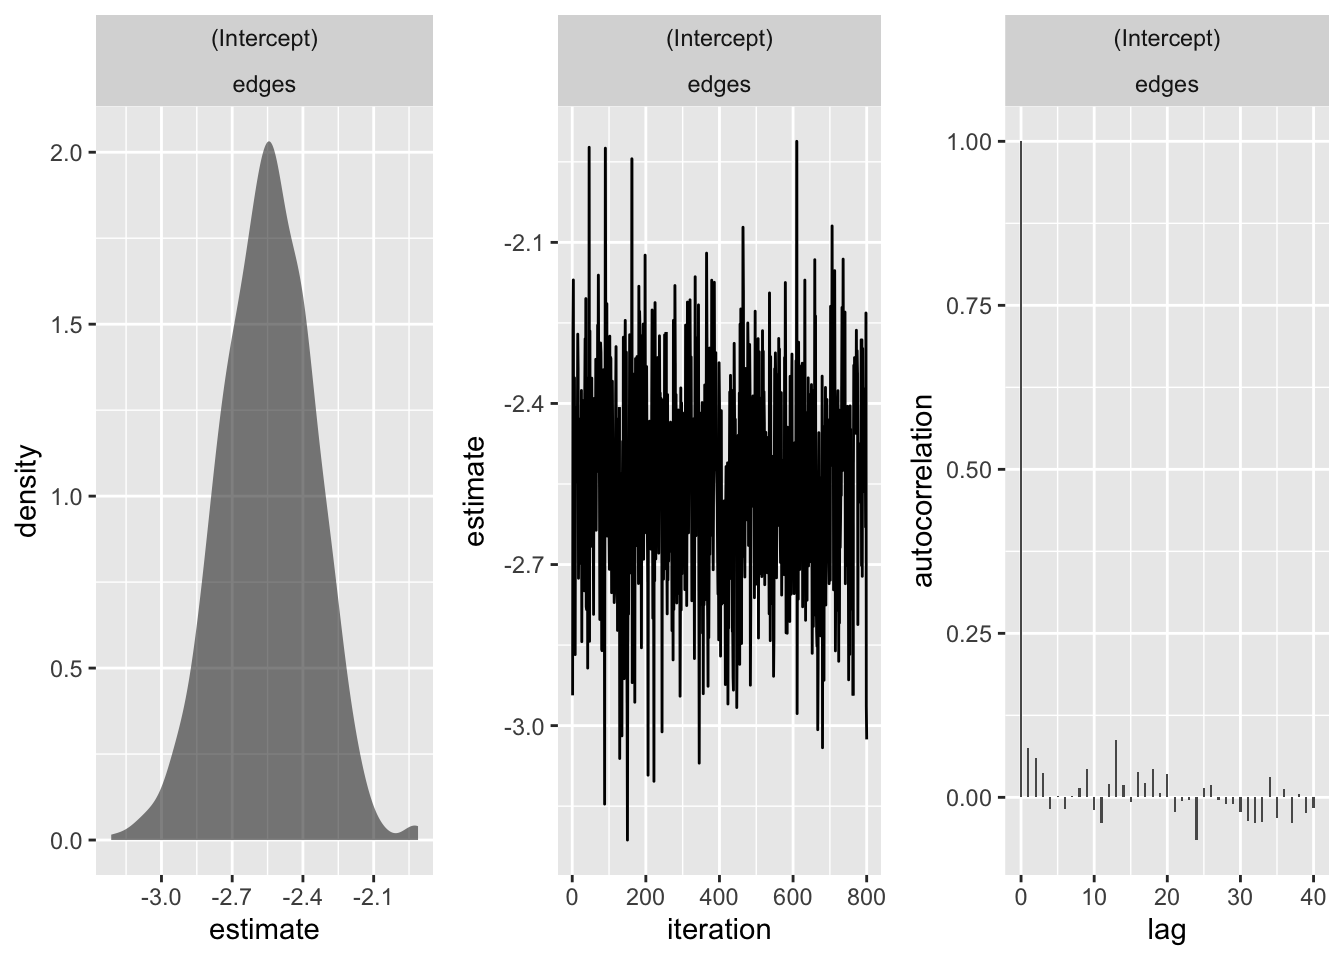 (Intercept)
edges
2.0
1.5
1.0
0.5
0.0
density
-3.0 -2.7 -2.4 -2.1
estimate
(Intercept)
edges
-2.1
-2.4
-2.7
-3.0
estimate
0 200 400 600 800
iteration
(Intercept)
edges
1.00
0.75
0.50
0.25
0.00
autocorrelation
0 10 20 30 40
lag